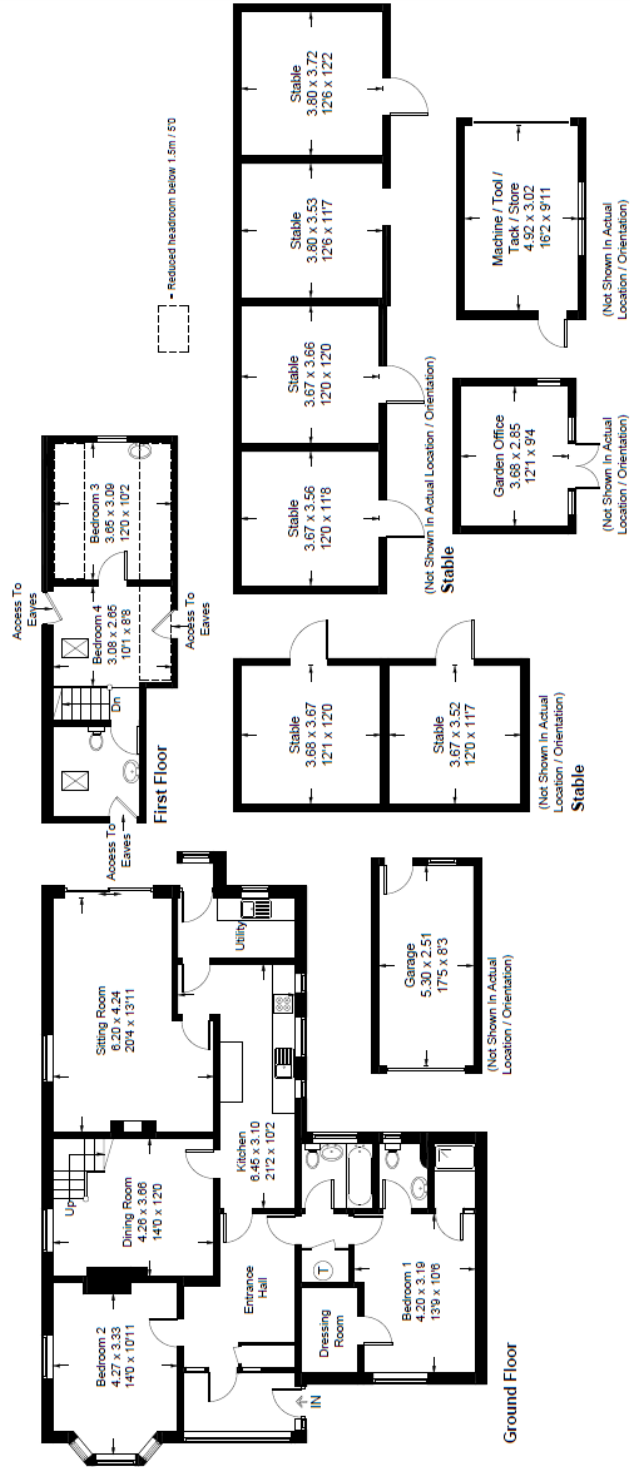 Bedroom 2
4.27 x 3.33
14'0 x 10'11
Up
Dining Room
4.26 x 3.66
14'0 x 12'0
Sitting Room
6.20 x 4.24
20'4 x 13'11
Entrance
Hall
Kitchen
6.45 x 3.10
21'2 x 10'2
Utility
IN
Dressing
Room
T
Bedroom 1
4.20 x 3.19
13'9 x 10'6
Ground Floor
Access To
Eaves
Dn
Bedroom 4
3.08 x 2.65
10'1 x 8'8
Access To
Eaves
Access To
Eaves
Bedroom 3
3.65 x 3.09
12'0 x 10'2
First Floor
= Reduced headroom below 1.5m / 5'0
Garage
5.30 x 2.51
17'5 x 8'3
(Not Shown In Actual
Location / Orientation)
Stable
3.68 x 3.67
12'1 x 12'0
Stable
3.67 x 3.52
12'0 x 11'7
(Not Shown In Actual
Location / Orientation)
Stable
Stable
3.67 x 3.56
12'0 x 11'8
Stable
3.67 x 3.66
12'0 x 12'0
Stable
3.80 x 3.53
12'6 x 11'7
Stable
3.80 x 3.72
12'6 x 12'2
(Not Shown In Actual Location / Orientation)
Stable
Garden Office
3.68 x 2.85
12'1 x 9'4
(Not Shown In Actual
Location / Orientation)
Machine / Tool /
Tack / Store
4.92 x 3.02
16'2 x 9'11
(Not Shown In Actual
Location / Orientation)